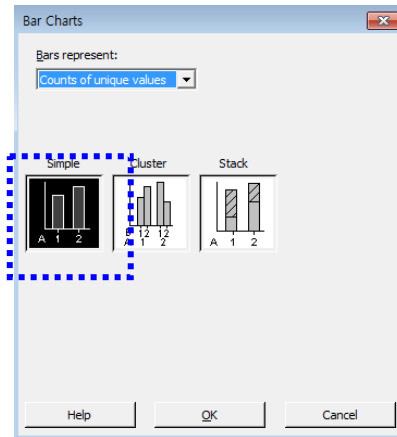 Bar Charts
Bars represent:
Counts of unique values
Simple Cluster Stack
A 1 2
B 12 12
A 1 2
A 1 2
Help OK Cancel